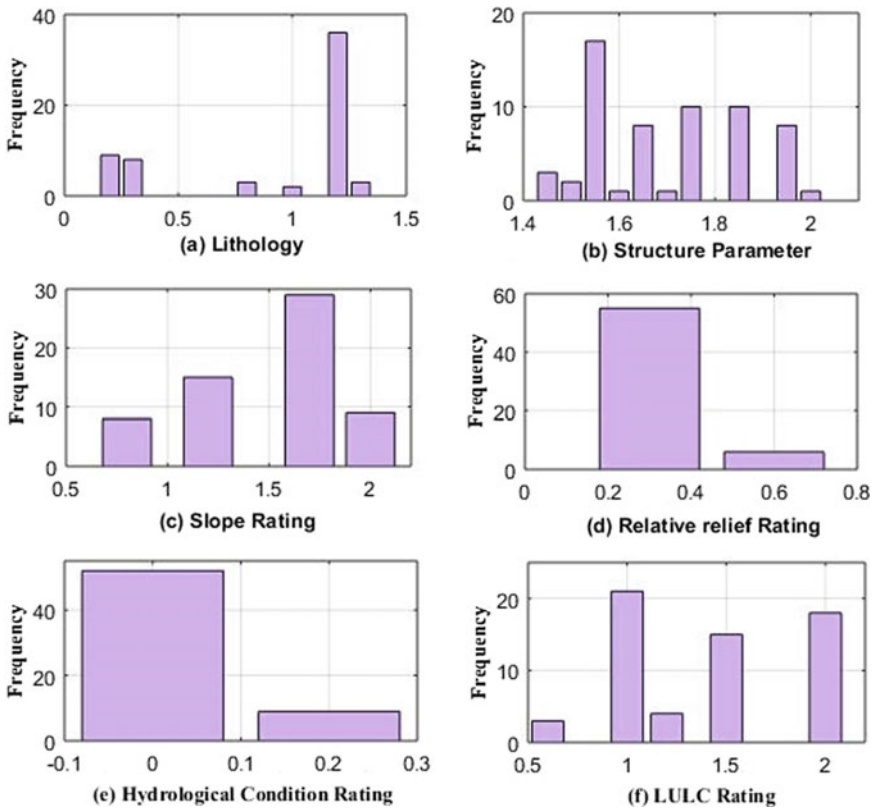 40
20
0
Frequency
0 0.5 1 1.5
(a) Lithology
20
10
0
Frequency
1.4 1.6 1.8 2
(b) Structure Parameter
30
20
10
0
Frequency
0.5 1 1.5 2
(c) Slope Rating
60
40
20
0
Frequency
0 0.2 0.4 0.6 0.8
(d) Relative relief Rating
40
20
0
Frequency
-0.1 0 0.1 0.2 0.3
(e) Hydrological Condition Rating
20
10
0
Frequency
0.5 1 1.5 2
(f) LULC Rating